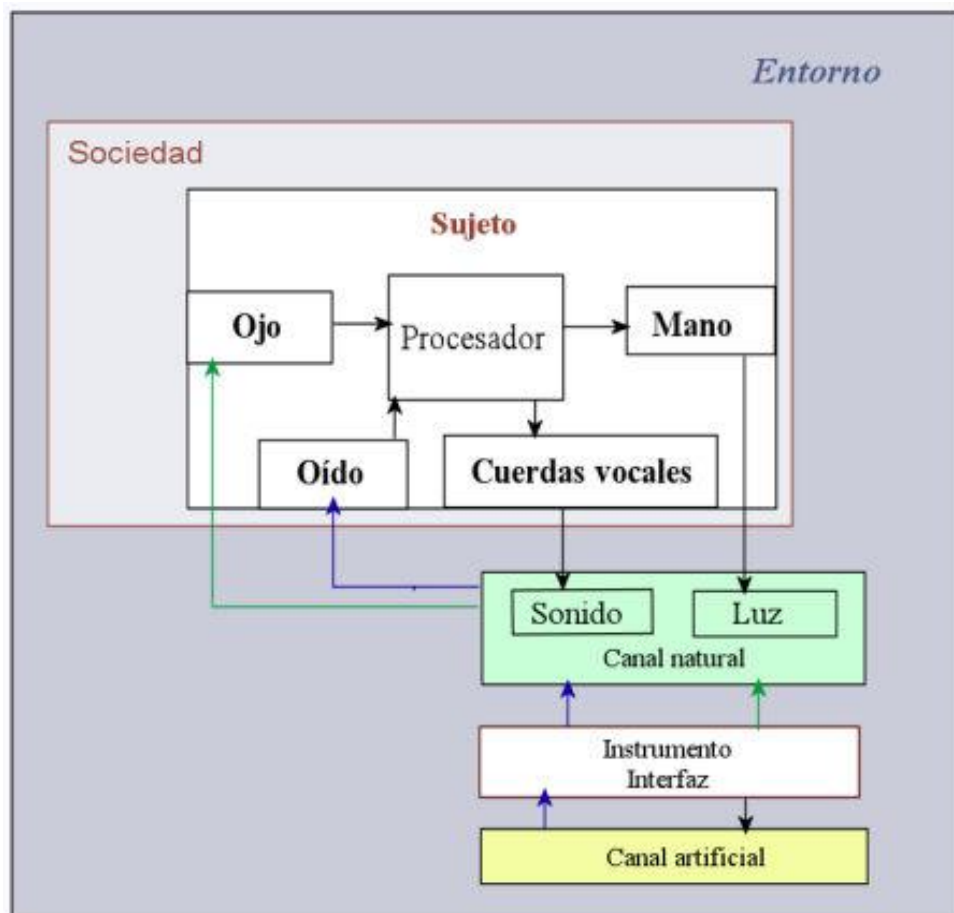 Entorno
Sociedad
Sujeto
Ojo
Procesador
Mano
Oído
Cuerdas vocales
Sonido
Luz
Canal natural
Instrumento
Interfaz
Canal artificial